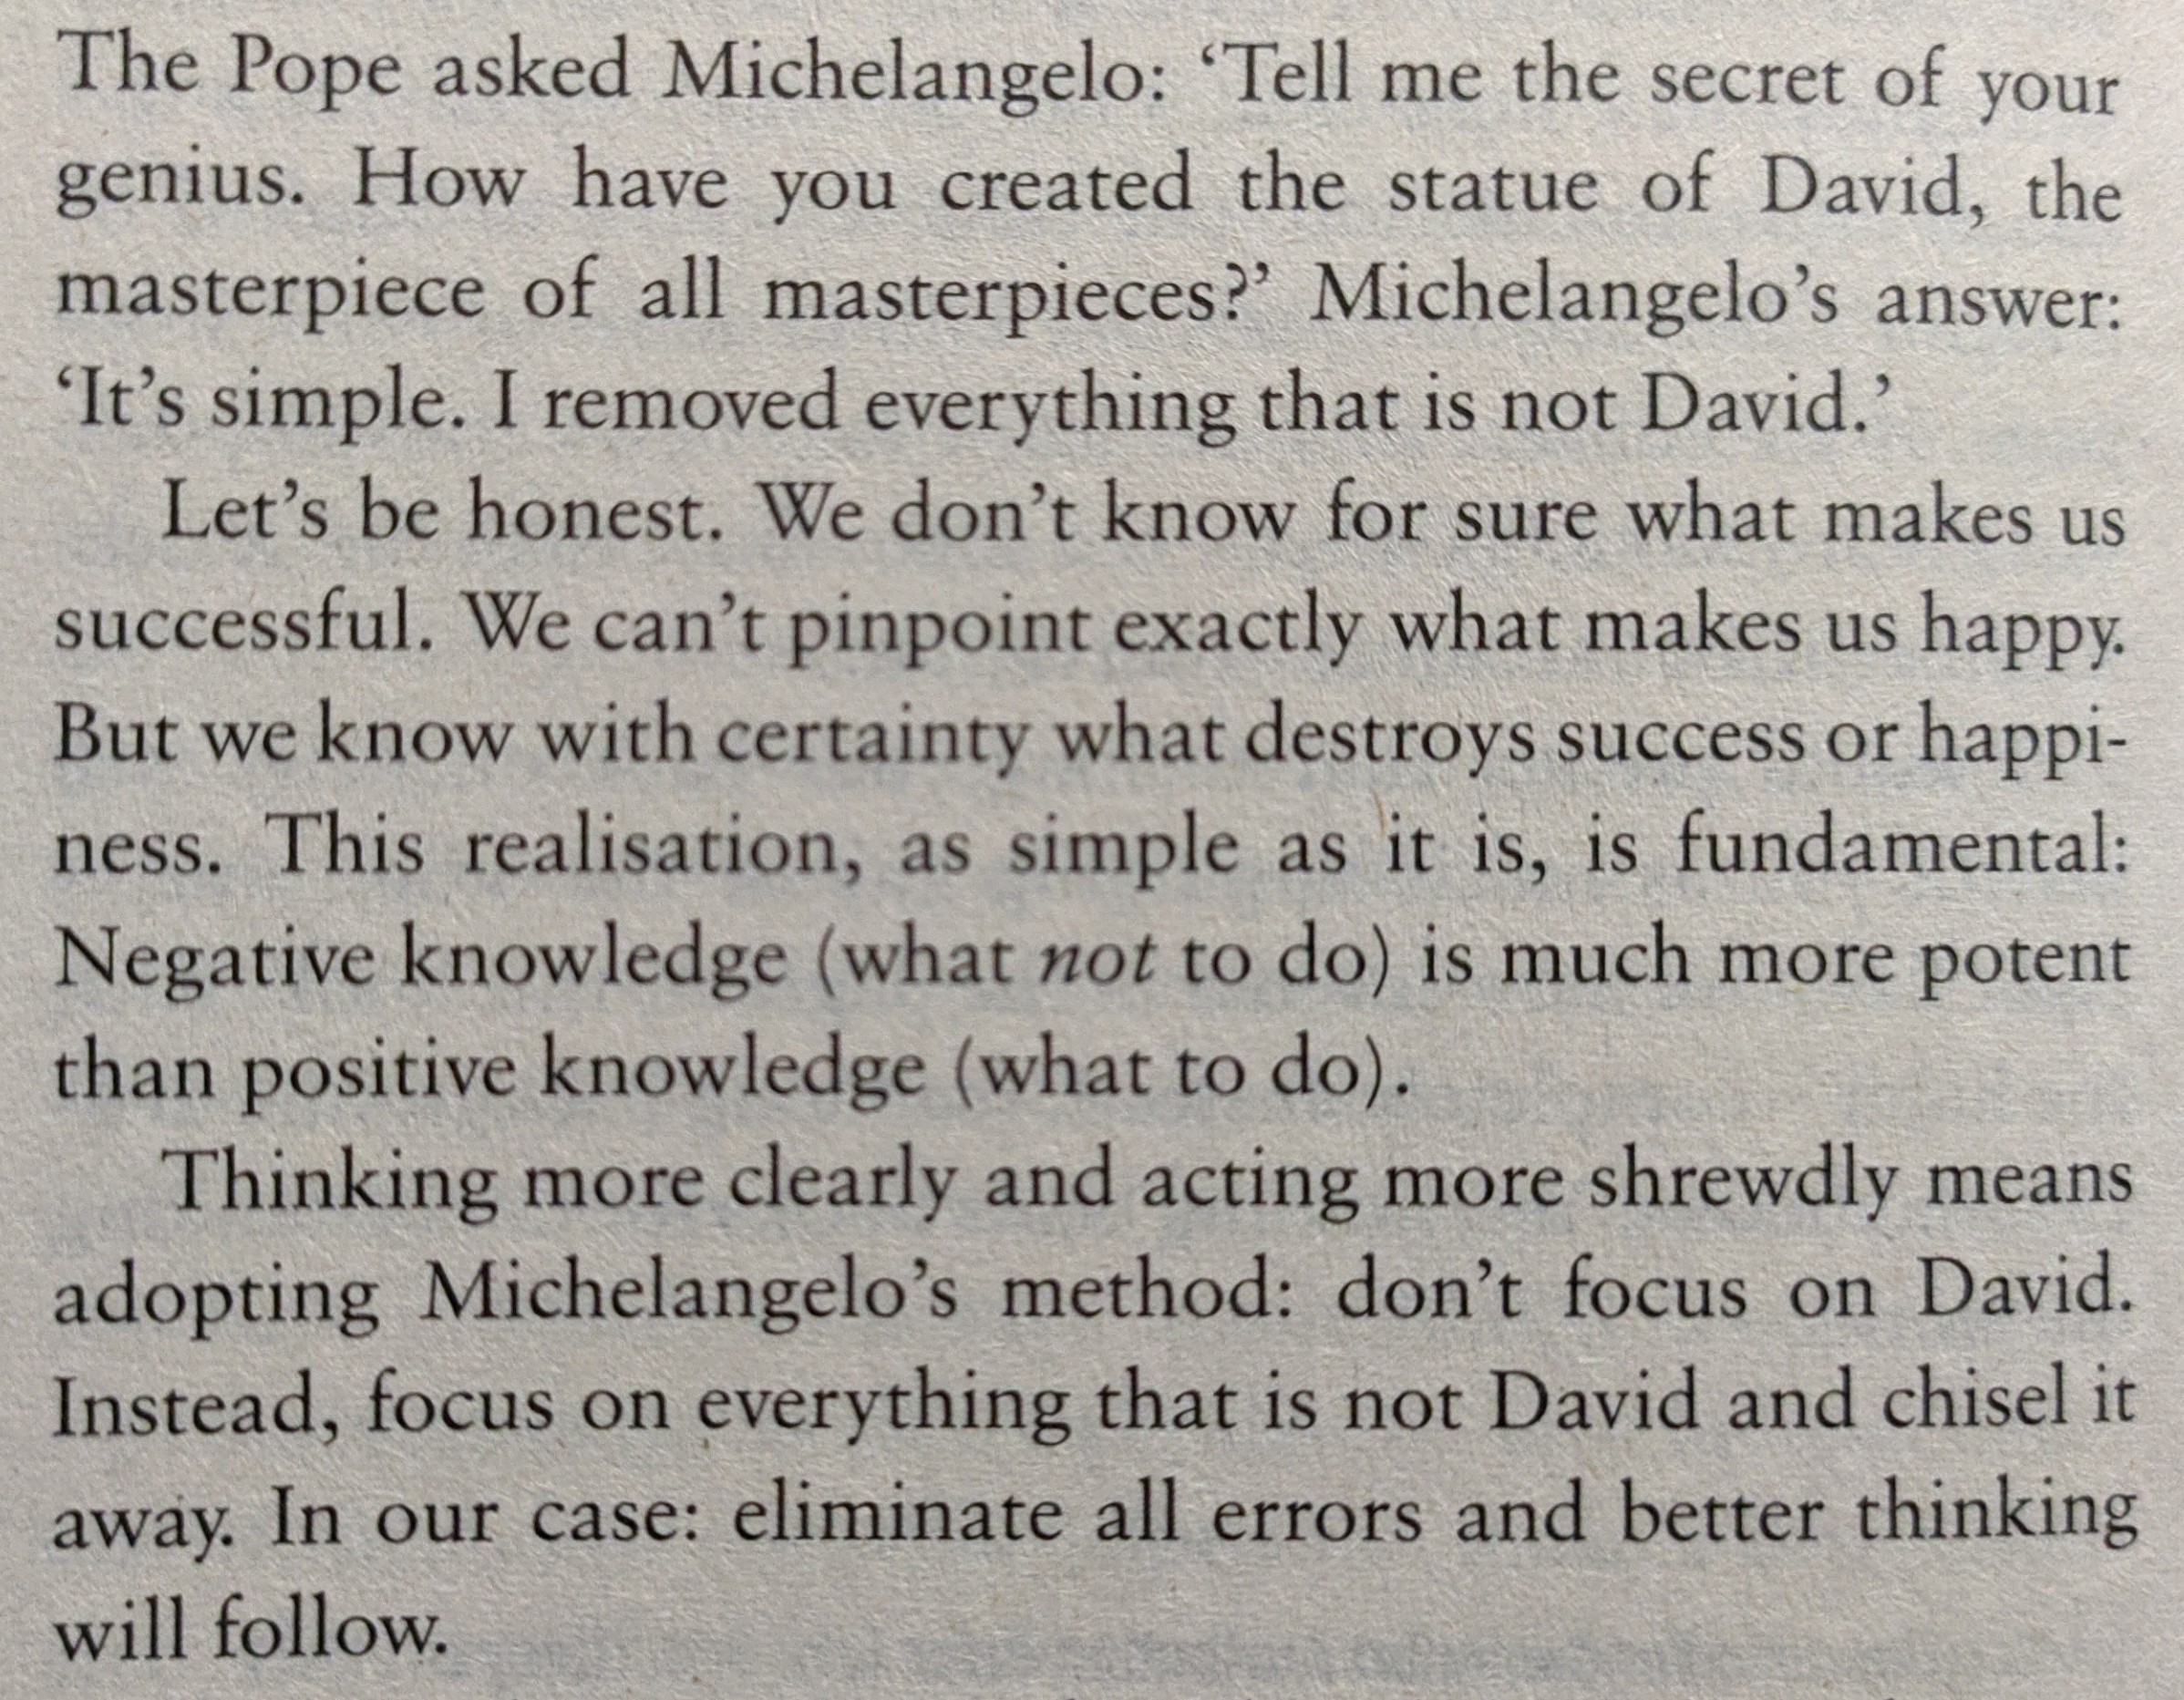 The Pope asked Michelangelo: ‘Tell me the secret of your
genius. How have you created the statue of David, the
masterpiece of all masterpieces?’ Michelangelo’s answer:
‘It’s simple. I removed everything that is not David.’
Let’s be honest. We don’t know for sure what makes us
successful. We can’t pinpoint exactly what makes us happy.
But we know with certainty what destroys success or happi-
ness. This realisation, as simple as it is, is fundamental:
Negative knowledge (what not to do) is much more potent
than positive knowledge (what to do).
Thinking more clearly and acting more shrewdly means
adopting Michelangelo’s method: don’t focus on David.
Instead, focus on everything that is not David and chisel it
away. In our case: eliminate all errors and better thinking
will follow.